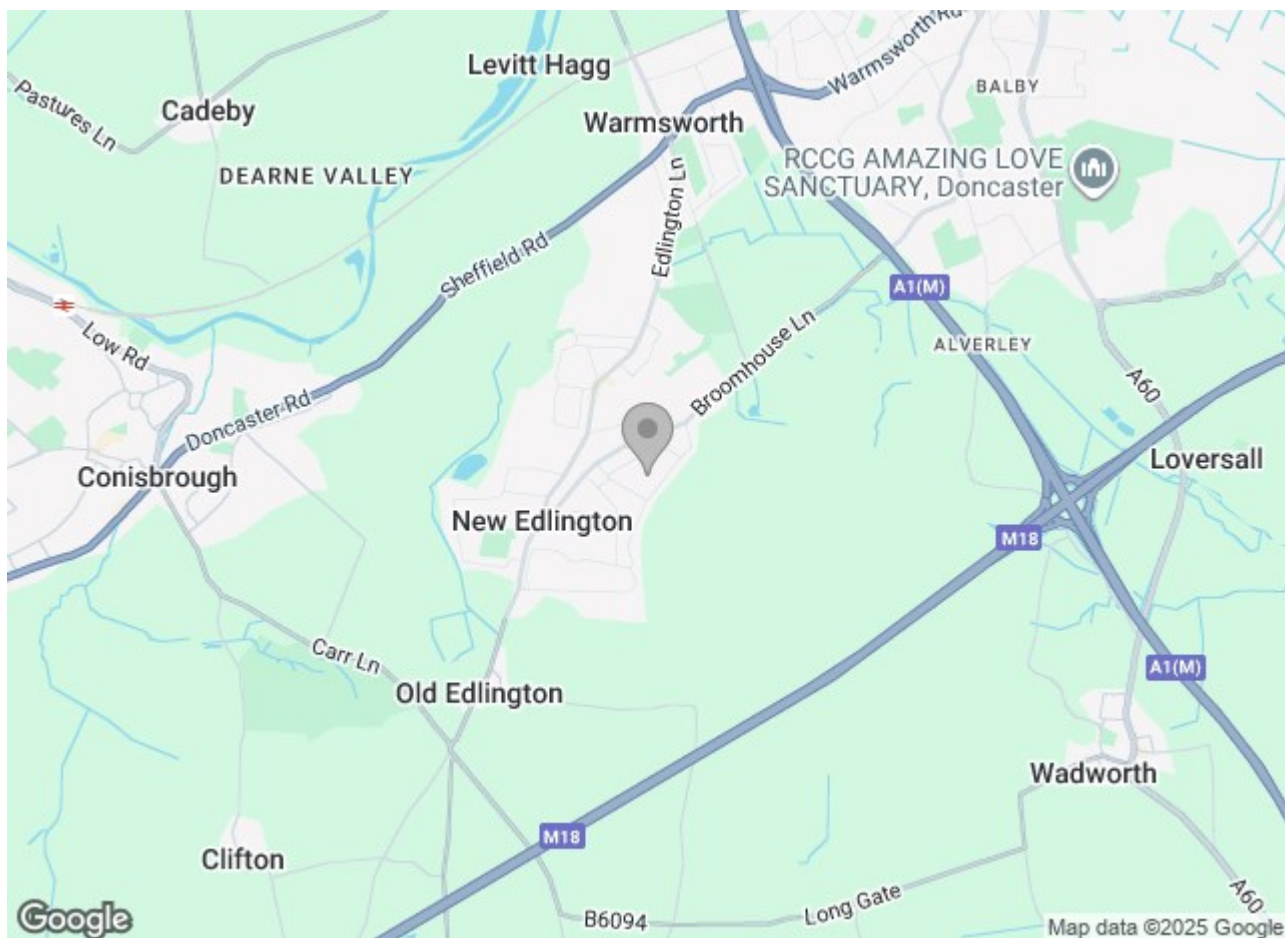 Levitt Hagg
Warmsworth Rd
BALBY
Pastures Ln
Cadeby
Warmsworth
RCCG AMAZING LOVE
SANCTUARY, Doncaster
DEARNE VALLEY
Edlington Ln
Sheffield Rd
A1(M)
Low Rd
Broomhouse Ln
ALVERLEY
A60
Doncaster Rd
Conisbrough
Loversall
New Edlington
M18
Carr Ln
A1(M)
Old Edlington
Wadworth
M18
Clifton
A60
Long Gate
B6094
Google
Map data ©2025 Google